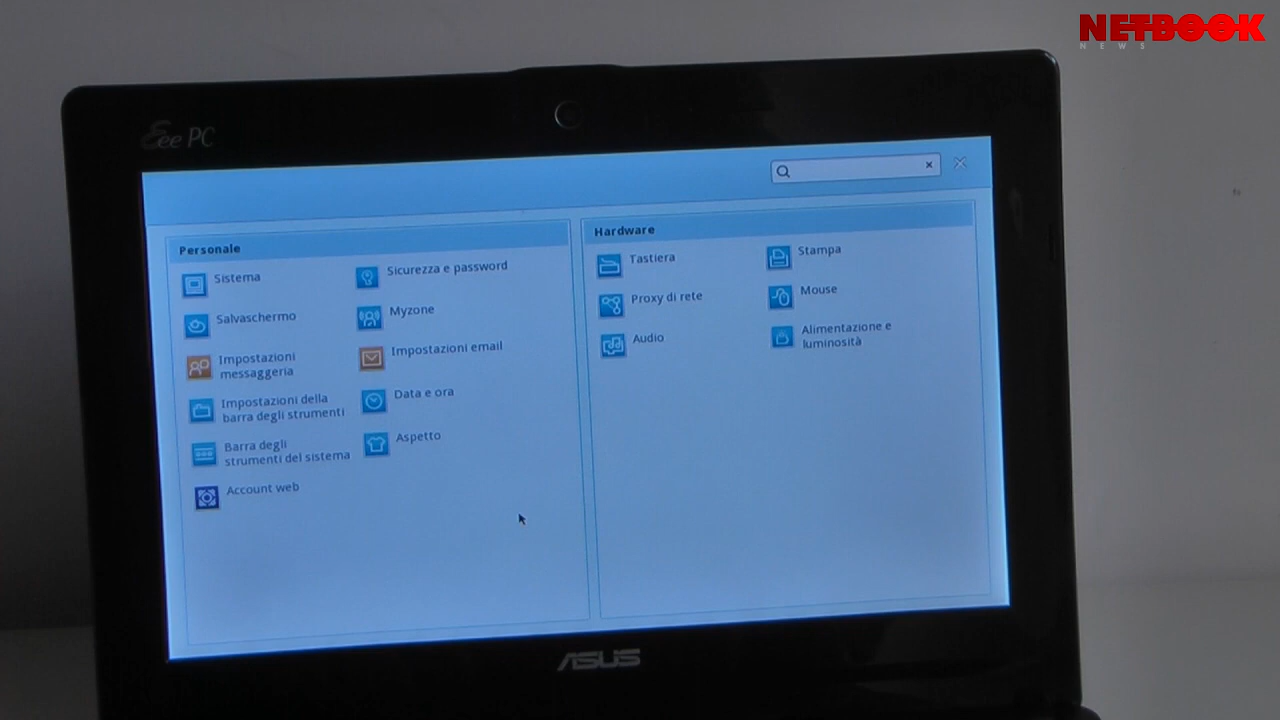 NETBOOK
NEWS
Eee PC
Personale
Sistema
Sicurezza e password
Salvaschermo
Myzone
Impostazioni
messaggeria
Impostazioni email
Impostazioni della
barra degli strumenti
Data e ora
Barra degli
strumenti del sistema
Aspetto
Account web
Hardware
Tastiera
Stampa
Proxy di rete
Mouse
Audio
Alimentazione e
luminosità
ASUS